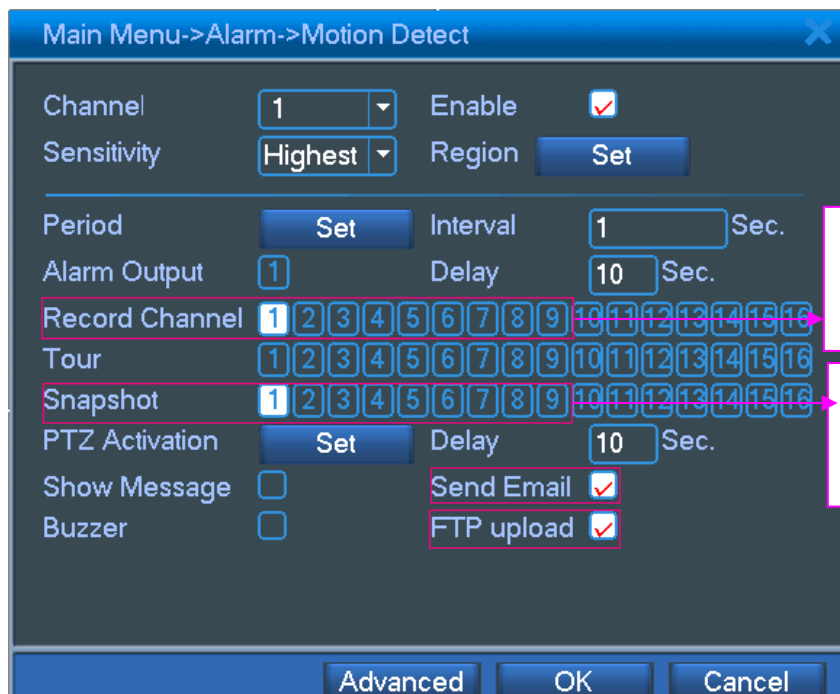 Main Menu->Alarm->Motion Detect
Channel 1 Enable
Sensitivity Highest Region Set
Period Set Interval 1 Sec.
Alarm Output 1 Delay 10 Sec.
Record Channel 1 2 3 4 5 6 7 8 9 10 11 12 13 14 15 16
Tour 1 2 3 4 5 6 7 8 9 10 11 12 13 14 15 16
Snapshot 1 2 3 4 5 6 7 8 9 10 11 12 13 14 15 16
PTZ Activation Set Delay 10 Sec.
Show Message Send Email
Buzzer FTP upload
Advanced OK Cancel